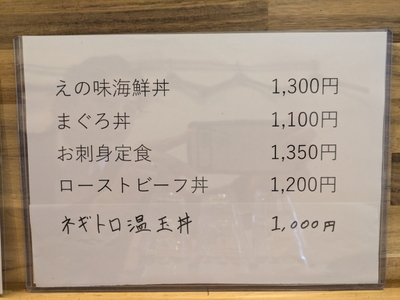 えの味海鮮丼 1,300円
まぐろ丼 1,100円
お刺身定食 1,350円
ローストビーフ丼 1,200円
ネギトロ温玉丼 1,000円